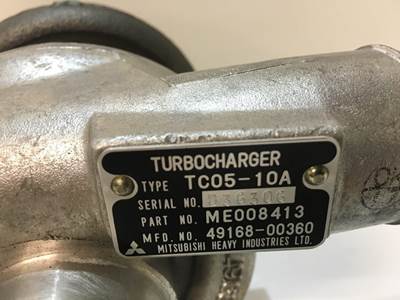 TURBOCHARGER
TYPE TC05-10A
SERIAL NO.
PART NO. ME008413
MFD. NO. 49168-00360
MITSUBISHI HEAVY INDUSTRIES LTD.